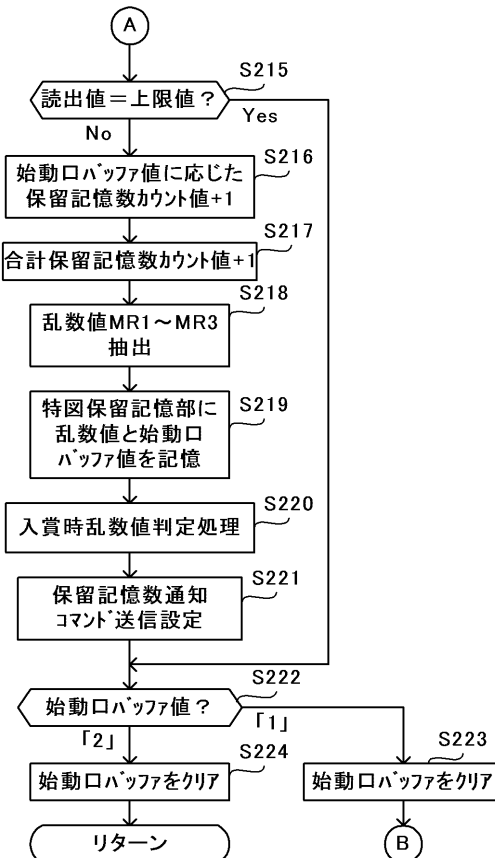 A
S215
読出値＝上限値？
Yes
No
S216
始動口バッファ値に応じた
保留記憶数カウント値+1
S217
合計保留記憶数カウント値+1
S218
乱数値MR1～MR3
抽出
S219
特図保留記憶部に
乱数値と始動口
バッファ値を記憶
S220
入賞時乱数値判定処理
S221
保留記憶数通知
コマンド送信設定
S222
始動口バッファ値？
「1」
「2」
S224
S223
始動口バッファをクリア
始動口バッファをクリア
リターン
B